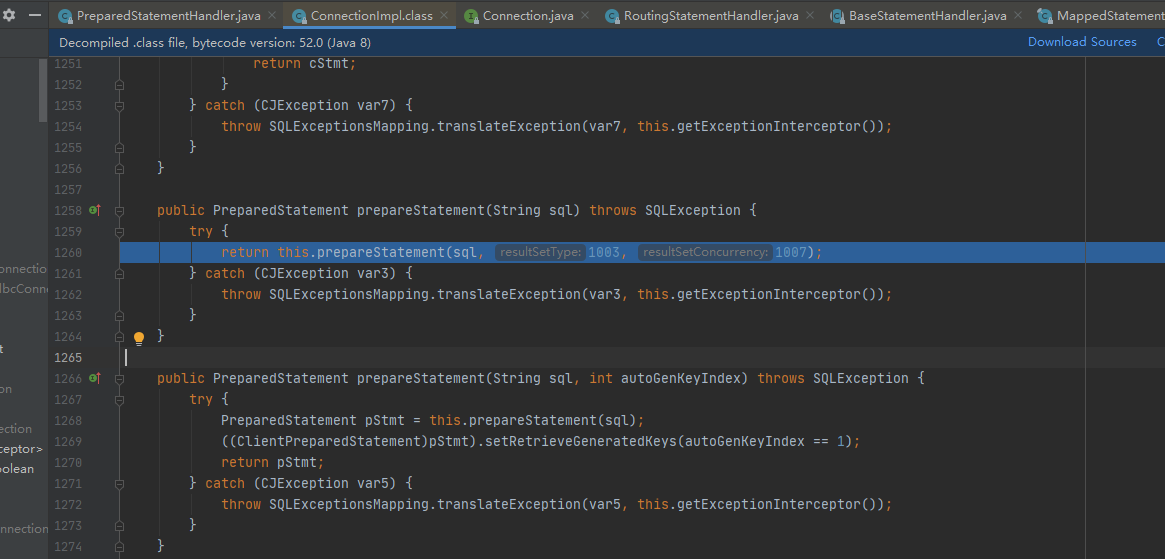 PreparedStatementHandler.java × ConnectionImpl.class × Connection.java × RoutingStatementHandler.java × BaseStatementHandler.java × MappedStatement
Decompiled .class file, bytecode version: 52.0 (Java 8) Download Sources C
1251 return cStmt;
1252 }
1253 } catch (CJException var7) {
1254 throw SQLExceptionsMapping.translateException(var7, this.getExceptionInterceptor());
1255 }
1256 }
1257
1258 public PreparedStatement prepareStatement(String sql) throws SQLException {
1259 try {
1260 return this.prepareStatement(sql, resultSetType: 1003, resultSetConcurrency: 1007);
onnectio
1261 } catch (CJException var3) {
lbcConne
1262 throw SQLExceptionsMapping.translateException(var3, this.getExceptionInterceptor());
1263 }
1264 }
t
1265
1266 public PreparedStatement prepareStatement(String sql, int autoGenKeyIndex) throws SQLException {
on
1267 try {
1268 PreparedStatement pStmt = this.prepareStatement(sql);
ection
1269 ((ClientPreparedStatement)pStmt).setRetrieveGeneratedKeys(autoGenKeyIndex == 1);
ceptor>
1270 return pStmt;
oolean
1271 } catch (CJException var5) {
1272 throw SQLExceptionsMapping.translateException(var5, this.getExceptionInterceptor());
1273 }
onnection
1274 }